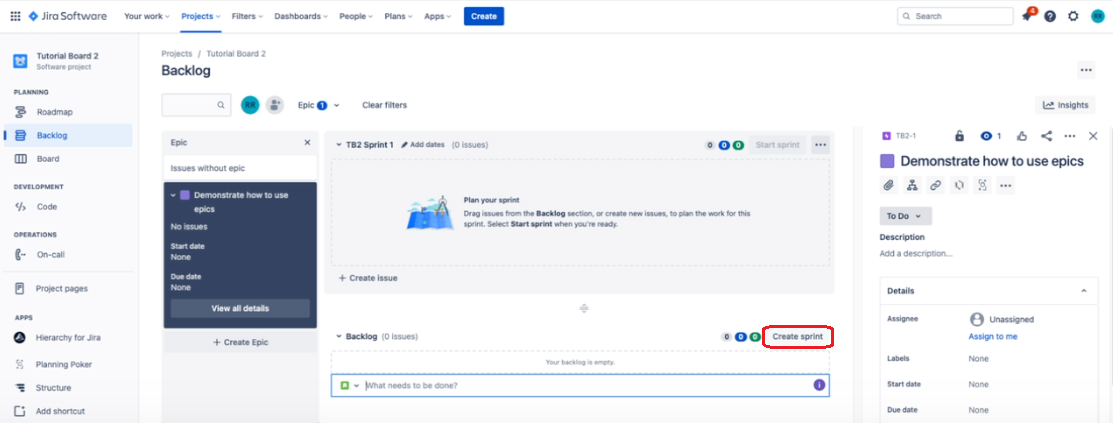 Jira Software Your work Projects Filters Dashboards People Plans Apps Create Search 4 RR
Tutorial Board 2
Software project
PLANNING
Roadmap
Backlog
Board
DEVELOPMENT
Code
OPERATIONS
On-call
Project pages
APPS
Hierarchy for Jira
Planning Poker
Structure
Add shortcut
Projects / Tutorial Board 2
Backlog
RR Epic 1 Clear filters Insights
Epic
Issues without epic
Demonstrate how to use
epics
No issues
Start date
None
Due date
None
View all details
+ Create Epic
TB2 Sprint 1 Add dates (0 issues) 0 0 0 Start sprint
Plan your sprint
Drag issues from the Backlog section, or create new issues, to plan the work for this
sprint. Select Start sprint when you're ready.
+ Create issue
Backlog (0 issues) 0 0 0 Create sprint
Your backlog is empty.
What needs to be done?
TB2-1 1
Demonstrate how to use epics
To Do
Description
Add a description...
Details
Assignee Unassigned
Assign to me
Labels None
Start date None
Due date None